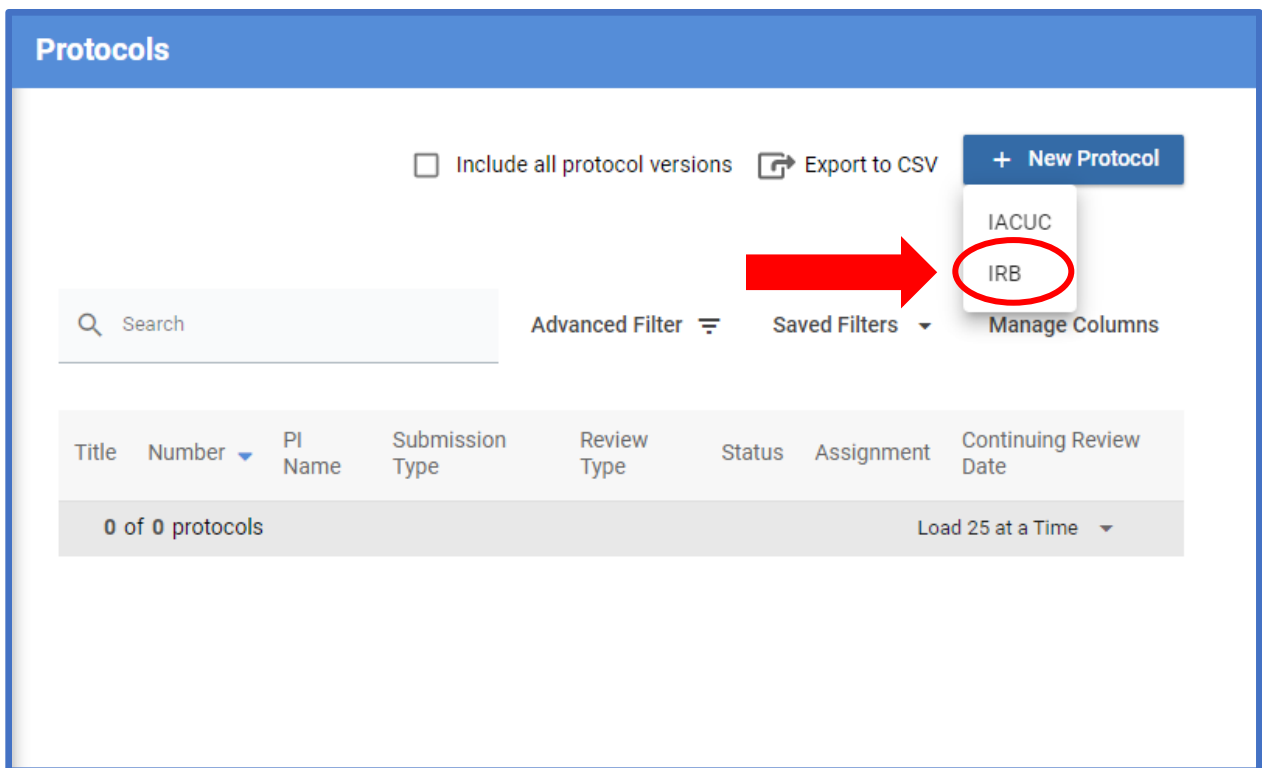 Protocols
Include all protocol versions
Export to CSV
+ New Protocol
IACUC
IRB
Search
Advanced Filter
Saved Filters
Manage Columns
Title
Number
PI
Name
Submission
Type
Review
Type
Status
Assignment
Continuing Review
Date
0 of 0 protocols
Load 25 at a Time